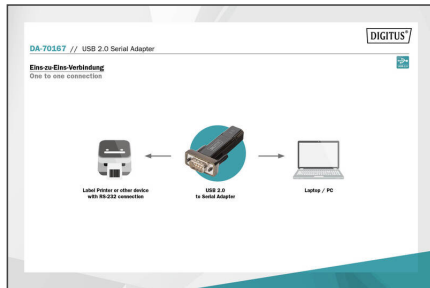 DIGITUS®
DA-70167 // USB 2.0 Serial Adapter
Eins-zu-Eins-Verbindung
One to one connection
Label Printer or other device
with RS-232 connection
USB 2.0
to Serial Adapter
Laptop / PC